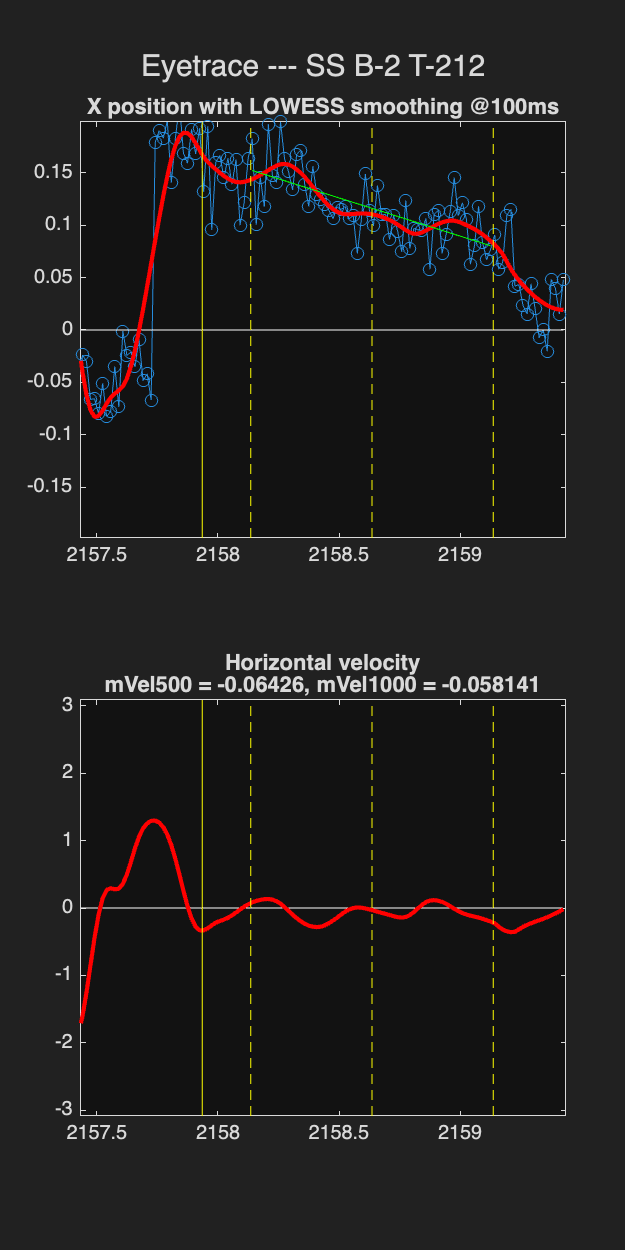 Eyetrace --- SS B-2 T-212
X position with LOWESS smoothing @100ms
0.15
0.1
0.05
0
-0.05
-0.1
-0.15
2157.5 2158 2158.5 2159
Horizontal velocity
mVel500 = -0.06426, mVel1000 = -0.058141
3
2
1
0
-1
-2
-3
2157.5 2158 2158.5 2159